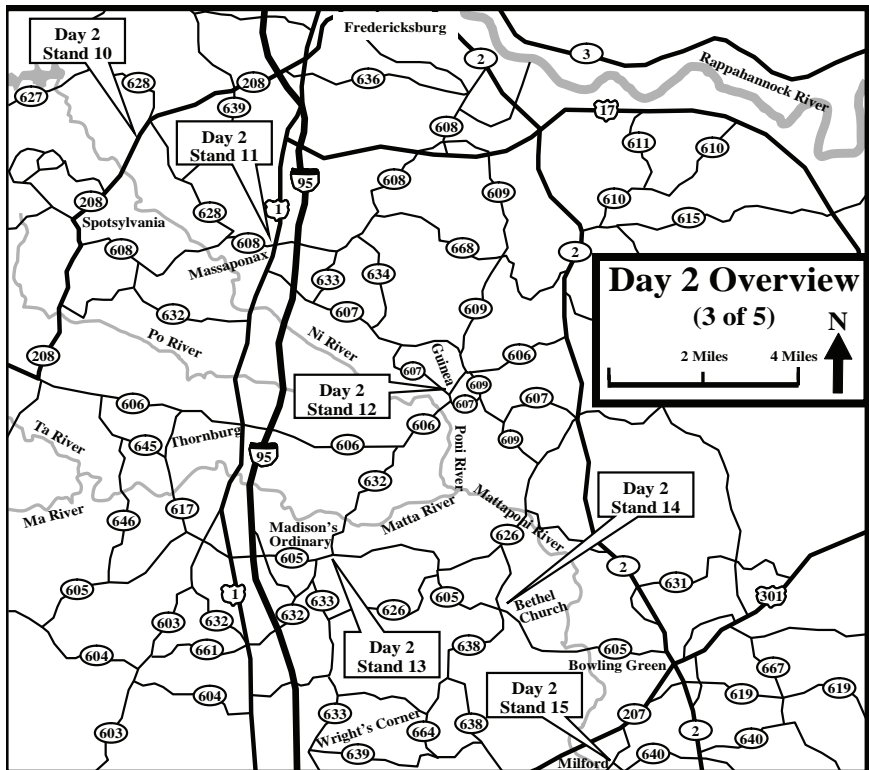 Fredericksburg
Day 2
Stand 10
2
3
Rappahannock River
627
628
208
639
636
17
608
611
610
Day 2
Stand 11
95
1
608
609
610
615
208
628
Spotsylvania
608
608
Massaponax
668
2
633
634
632
607
609
Day 2 Overview
(3 of 5)
N
2 Miles
4 Miles
Po River
Ni River
208
Guinea
606
607
609
Day 2
Stand 12
607
607
606
606
606
609
Ta River
645
Thornburg
95
Poni River
632
Ma River
646
617
Matta River
Mattaponi River
Day 2
Stand 14
Madison's
Ordinary
626
605
2
631
301
605
1
633
632
605
626
Bethel
Church
603
632
661
638
605
Bowling Green
604
Day 2
Stand 13
667
604
Day 2
Stand 15
619
619
633
638
207
2
603
Wright's Corner
664
639
Milford
640
640